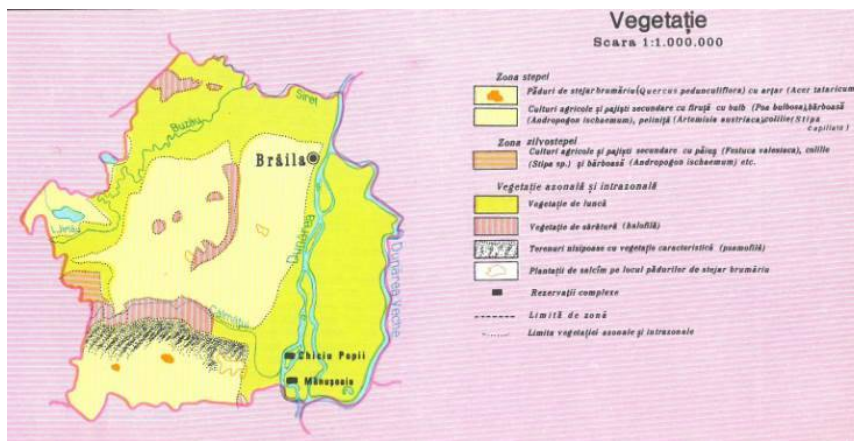 Vegetație
Scara 1:1.000.000
Zona stepei
Păduri de stejar brumăriu (Quercus pedunculiflora) cu arțar (Acer tataricum
Culturi agricole și pajiști secundare cu firuță cu bulb (Poa bulbosa), bărboasă
(Andropogon ischaemum), peliniță (Artemisia austriaca) colilie (Stipa
capillata)
Zona silvostepei
Culturi agricole și pajiști secundare cu păiuș (Festuca valesiaca), colilie
(Stipa sp.) și bărboasă (Andropogon ischaemum) etc.
Vegetație azonală și intrazonală
Vegetație de luncă
Vegetație de sărătură (halofilă)
Terenuri nisipoase cu vegetație caracteristică (psamofilă)
Plantații de salcîm pe locul pădurilor de stejar brumăriu
Rezervații complexe
Limită de zonă
Limita vegetației azonale și intrazonale
Siret
Buzău
Brăila
Dunărea
Dunărea Veche
Călmățui
Chiciu Popii